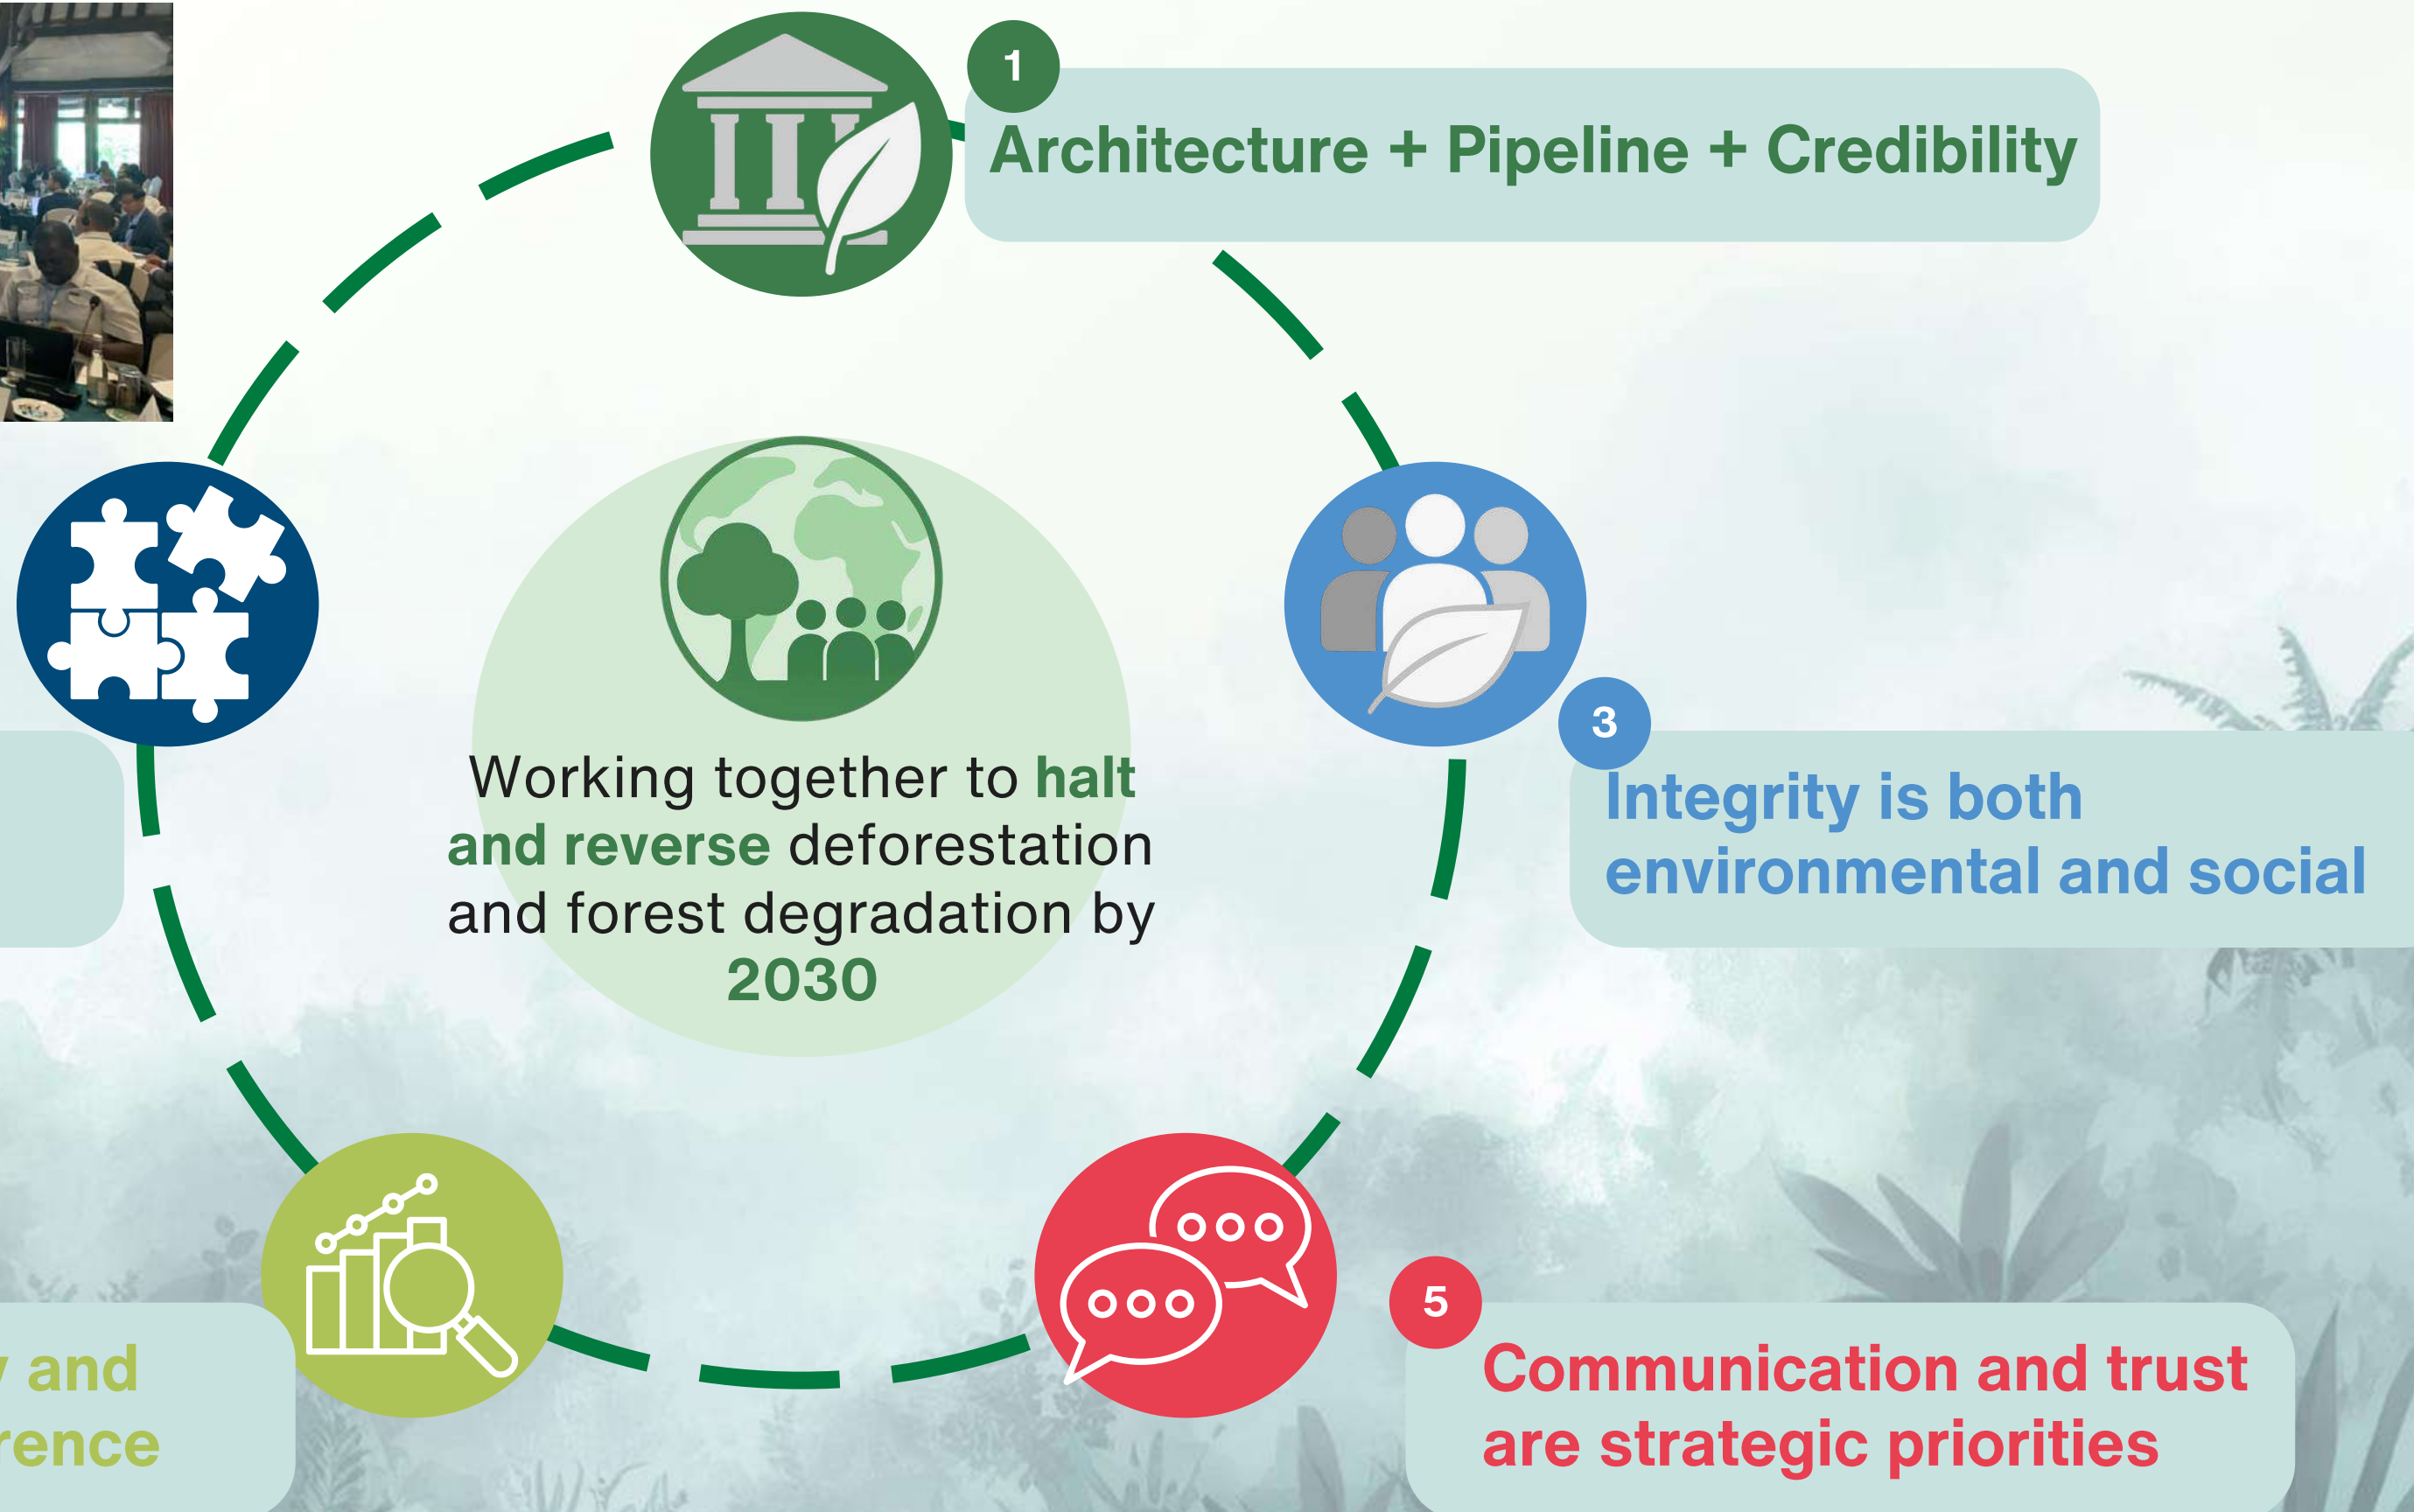 1
Architecture + Pipeline + Credibility
Working together to halt
and reverse deforestation
and forest degradation by
2030
3
Integrity is both
environmental and social
and
5
Communication and trust
are strategic priorities